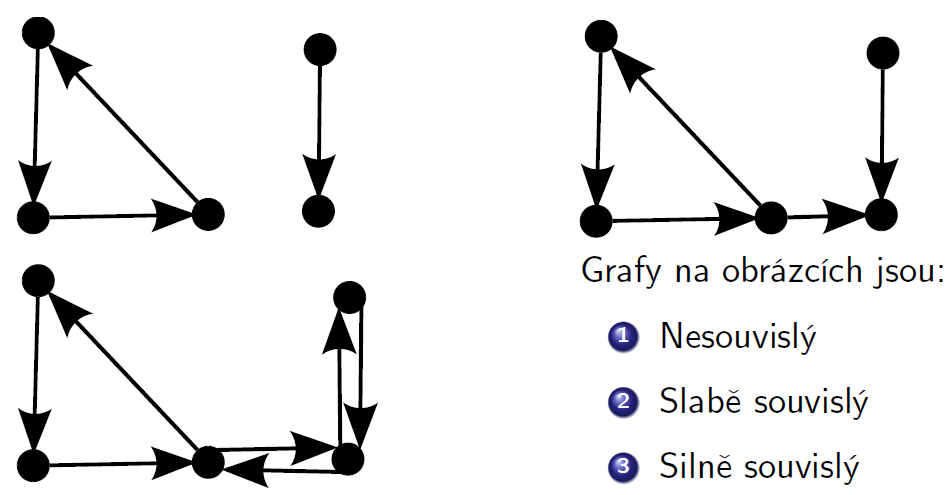 Grafy na obrázcích jsou:
1 Nesouvislý
2 Slabě souvislý
3 Silně souvislý